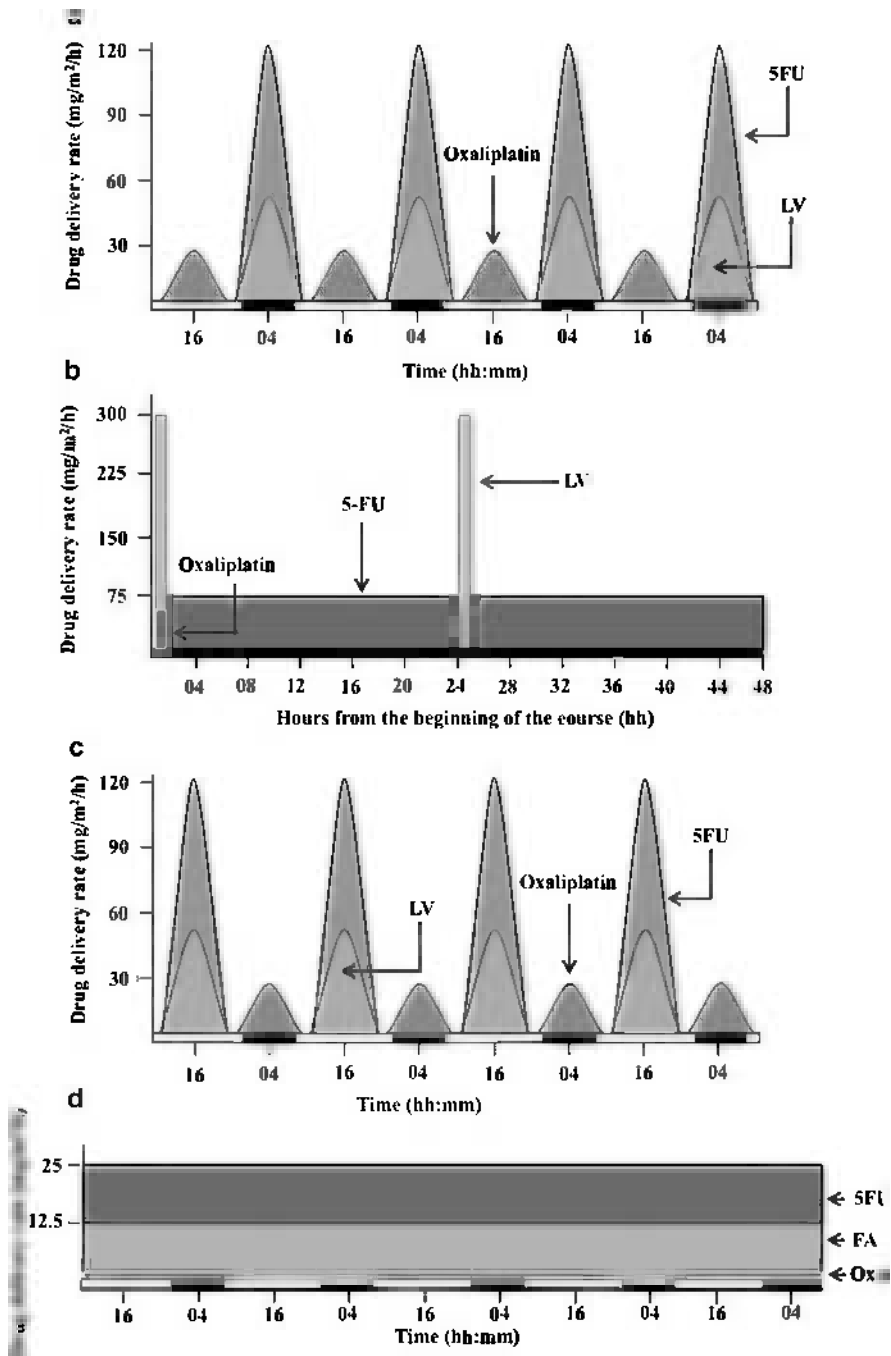 Drug delivery rate (mg/m²/h)
120
90
60
30
5FU
Oxaliplatin
LV
16 04 16 04 16 04 16 04
Time (hh:mm)
b
Drug delivery rate (mg/m²/h)
300
225
150
75
LV
5-FU
Oxaliplatin
04 08 12 16 20 24 28 32 36 40 44 48
Hours from the beginning of the course (hh)
c
Drug delivery rate (mg/m²/h)
120
90
60
30
5FU
Oxaliplatin
LV
16 04 16 04 16 04 16 04
Time (hh:mm)
d
25
12.5
5FU
FA
Ox
16 04 16 04 16 04 16 04 16 04
Time (hh:mm)